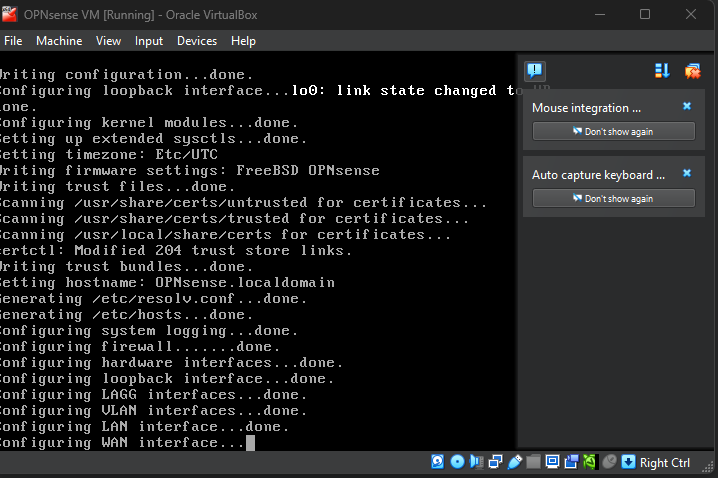 OPNsense VM [Running] - Oracle VirtualBox
File Machine View Input Devices Help
Writing configuration...done.
Configuring loopback interface...lo0: link state changed to UP
done.
Configuring kernel modules...done.
Setting up extended sysctls...done.
Setting timezone: Etc/UTC
Writing firmware settings: FreeBSD OPNsense
Writing trust files...done.
Scanning /usr/share/certs/untrusted for certificates...
Scanning /usr/share/certs/trusted for certificates...
Scanning /usr/local/share/certs for certificates...
certctl: Modified 204 trust store links.
Writing trust bundles...done.
Setting hostname: OPNsense.localdomain
Generating /etc/resolv.conf...done.
Generating /etc/hosts...done.
Configuring system logging...done.
Configuring firewall.......done.
Configuring hardware interfaces...done.
Configuring loopback interface...done.
Configuring LAGG interfaces...done.
Configuring VLAN interfaces...done.
Configuring LAN interface...done.
Configuring WAN interface...
Mouse integration ...
Don't show again
Auto capture keyboard ...
Don't show again
Right Ctrl